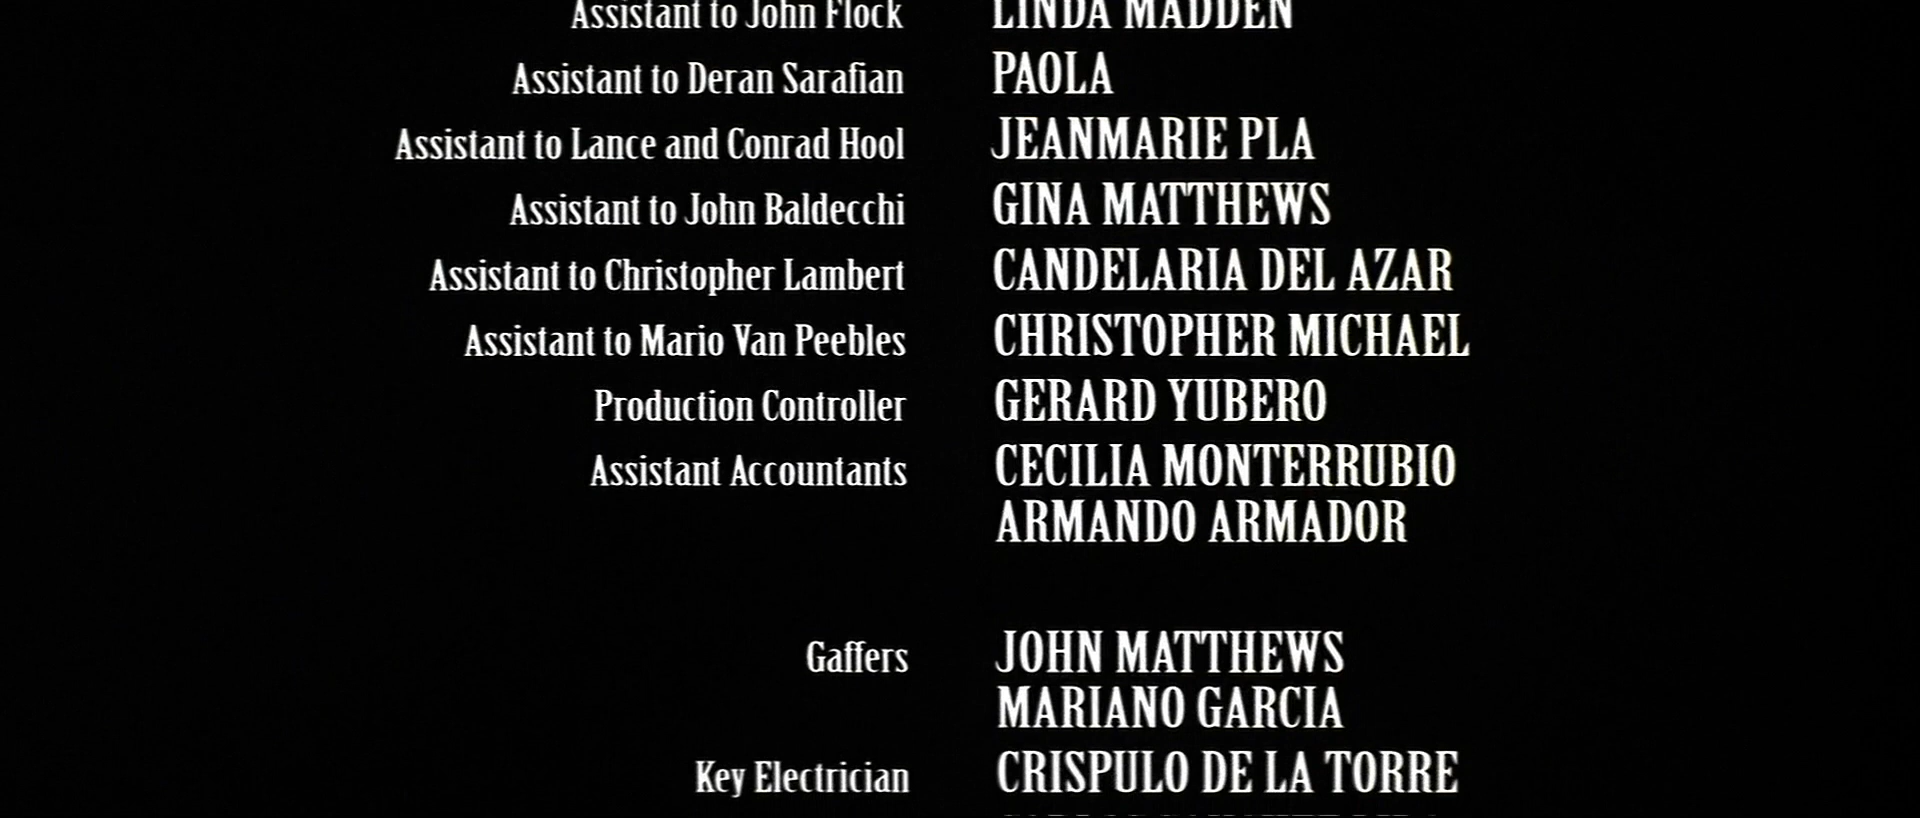 Assistant to John Flock LINDA MADDEN
Assistant to Deran Sarafian PAOLA
Assistant to Lance and Conrad Hool JEANMARIE PLA
Assistant to John Baldecchi GINA MATTHEWS
Assistant to Christopher Lambert CANDELARIA DEL AZAR
Assistant to Mario Van Peebles CHRISTOPHER MICHAEL
Production Controller GERARD YUBERO
Assistant Accountants CECILIA MONTERRUBIO
ARMANDO ARMADOR
Gaffers JOHN MATTHEWS
MARIANO GARCIA
Key Electrician CRISPULO DE LA TORRE